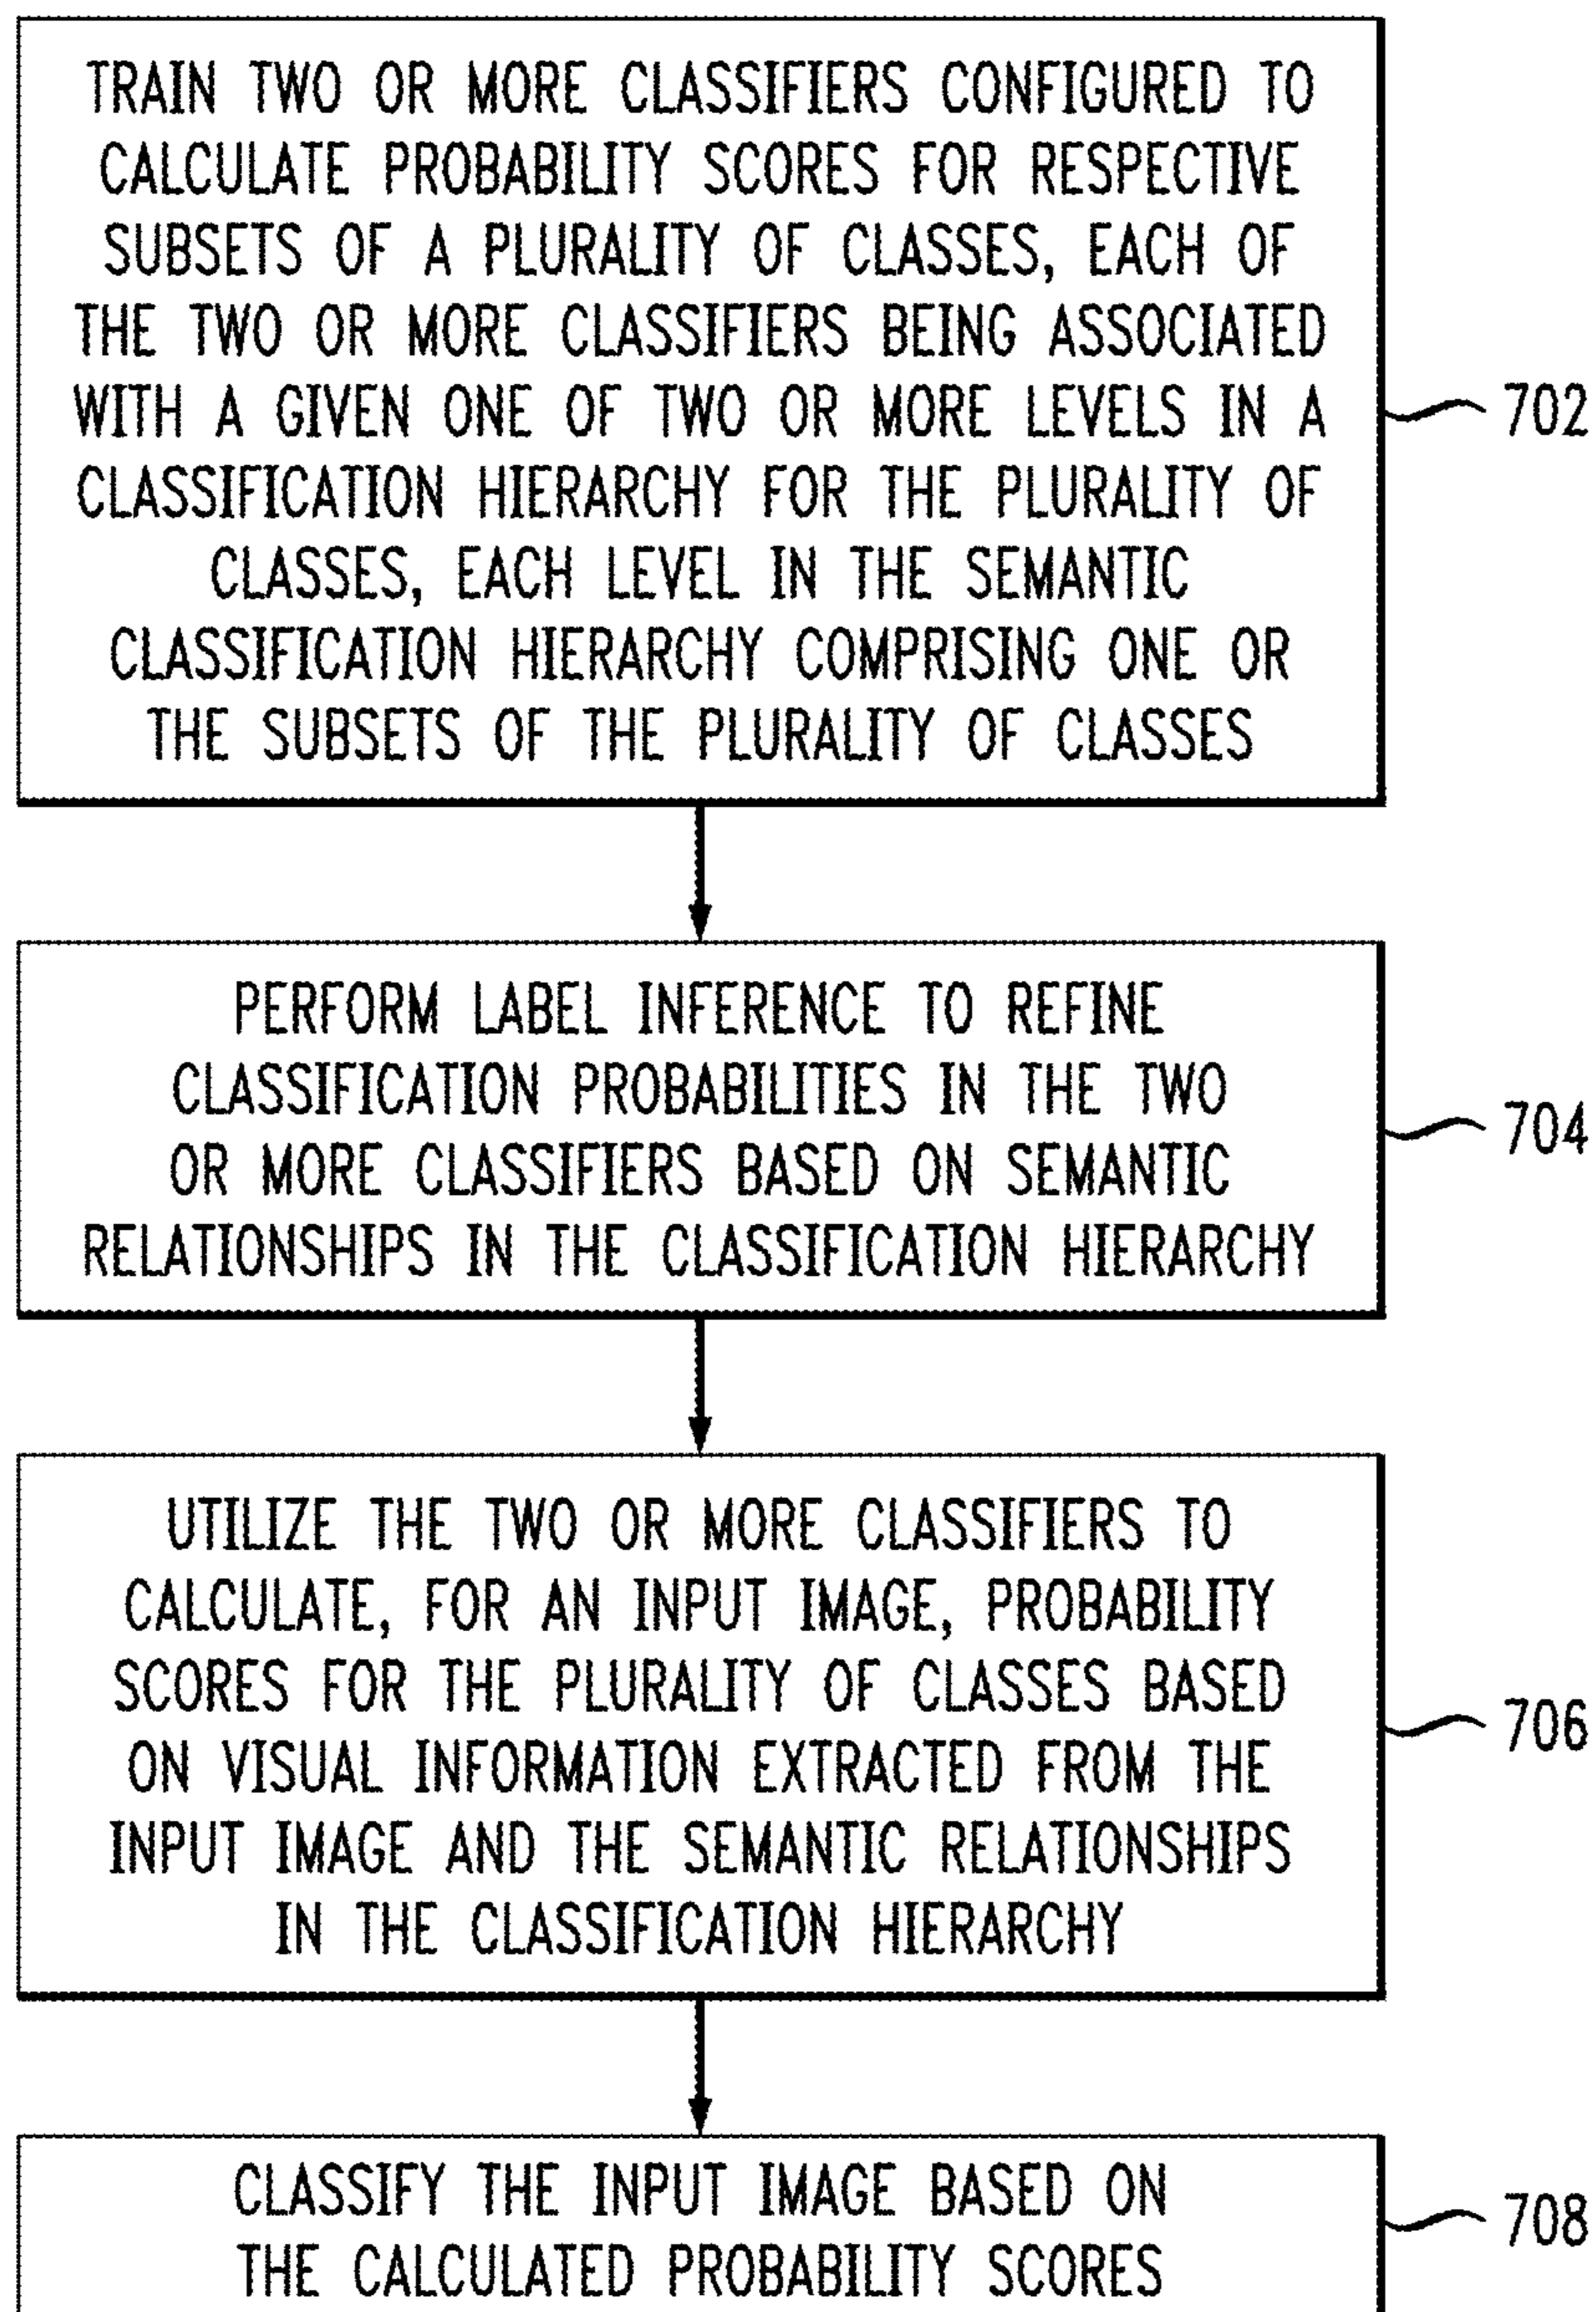 TRAIN TWO OR MORE CLASSIFIERS CONFIGURED TO
CALCULATE PROBABILITY SCORES FOR RESPECTIVE
SUBSETS OF A PLURALITY OF CLASSES, EACH OF
THE TWO OR MORE CLASSIFIERS BEING ASSOCIATED
WITH A GIVEN ONE OF TWO OR MORE LEVELS IN A
CLASSIFICATION HIERARCHY FOR THE PLURALITY OF
CLASSES, EACH LEVEL IN THE SEMANTIC
CLASSIFICATION HIERARCHY COMPRISING ONE OR
THE SUBSETS OF THE PLURALITY OF CLASSES
702
PERFORM LABEL INFERENCE TO REFINE
CLASSIFICATION PROBABILITIES IN THE TWO
OR MORE CLASSIFIERS BASED ON SEMANTIC
RELATIONSHIPS IN THE CLASSIFICATION HIERARCHY
704
UTILIZE THE TWO OR MORE CLASSIFIERS TO
CALCULATE, FOR AN INPUT IMAGE, PROBABILITY
SCORES FOR THE PLURALITY OF CLASSES BASED
ON VISUAL INFORMATION EXTRACTED FROM THE
INPUT IMAGE AND THE SEMANTIC RELATIONSHIPS
IN THE CLASSIFICATION HIERARCHY
706
CLASSIFY THE INPUT IMAGE BASED ON
THE CALCULATED PROBABILITY SCORES
708